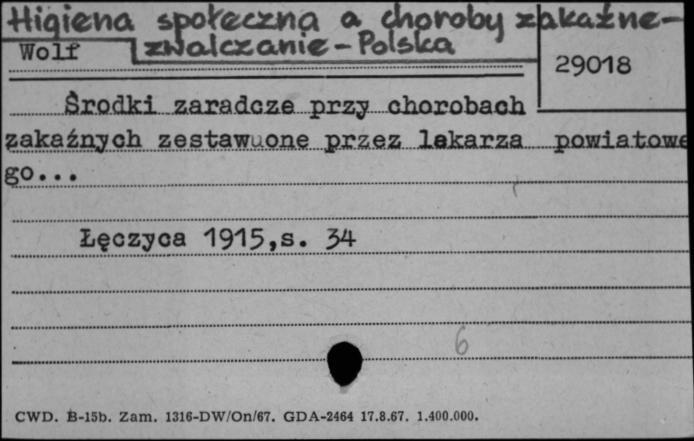 Higiena społeczna a choroby zakaźne-
zwalczanie-Polska
Wolf
29018
Środki zaradcze przy chorobach
zakaźnych zestawuone przez lekarza powiatowe
go...
Łęczyca 1915,s. 34
6
CWD. B-15b. Zam. 1316-DW/On/67. GDA-2464 17.8.67. 1.400.000.